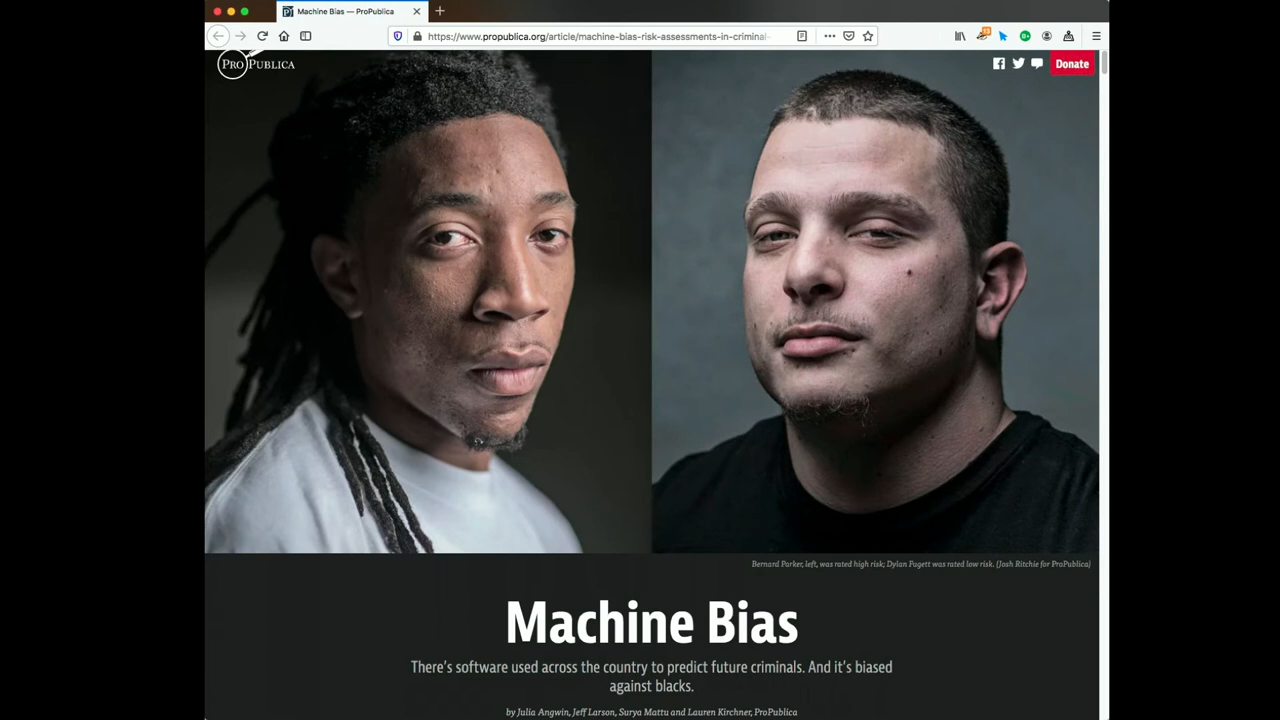 Machine Bias — ProPublica
https://www.propublica.org/article/machine-bias-risk-assessments-in-criminal-
PROPUBLICA
Donate
Bernard Parker, left, was rated high risk; Dylan Fugett was rated low risk. (Josh Ritchie for ProPublica)
Machine Bias
There's software used across the country to predict future criminals. And it's biased
against blacks.
by Julia Angwin, Jeff Larson, Surya Mattu and Lauren Kirchner, ProPublica